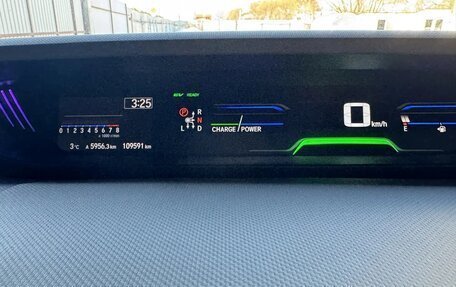 EV READY
3:25
P R
N
L D
0 1 2 3 4 5 6 7 8
x 1000 r/min
CHARGE / POWER
0 km/h
E
3°C A 5956.3 km 109591 km